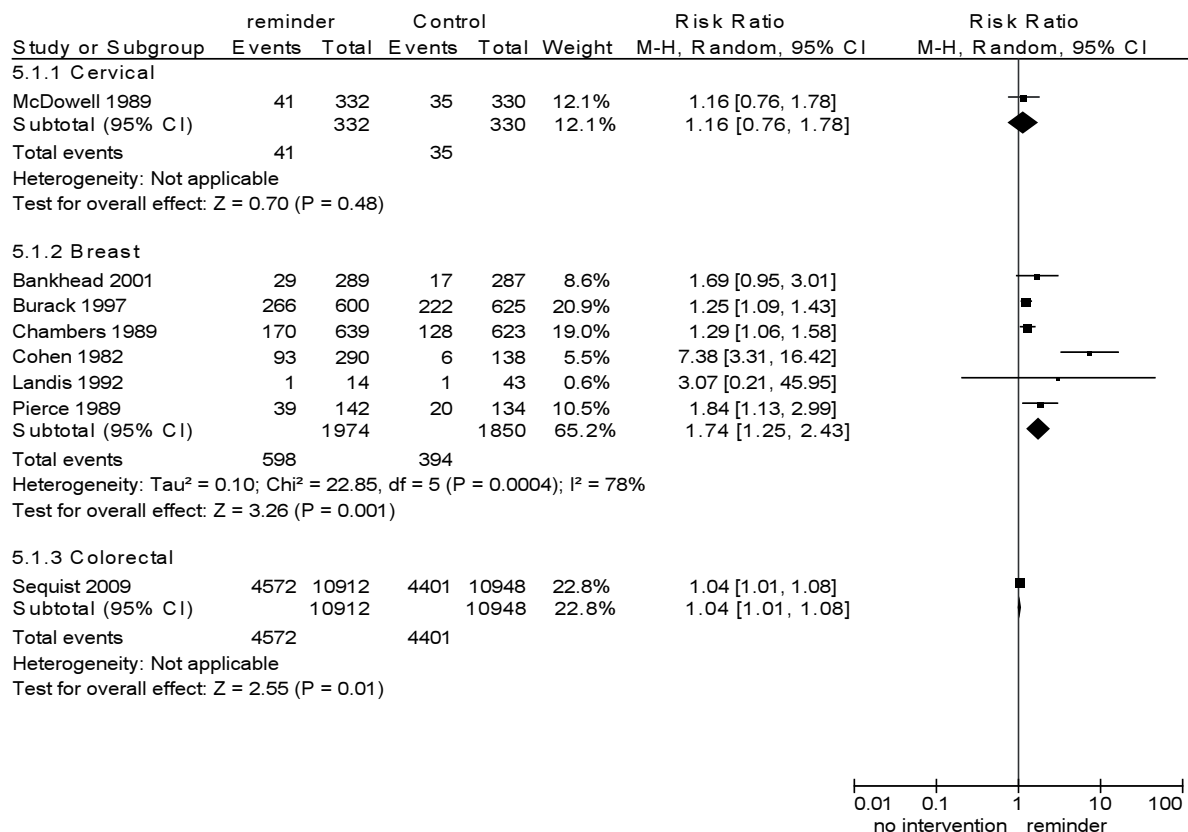 reminder Control Risk Ratio Risk Ratio
Study or Subgroup Events Total Events Total Weight M-H, Random, 95% CI M-H, Random, 95% CI
5.1.1 Cervical
McDowell 1989 41 332 35 330 12.1% 1.16 [0.76, 1.78]
Subtotal (95% CI) 332 330 12.1% 1.16 [0.76, 1.78]
Total events 41 35
Heterogeneity: Not applicable
Test for overall effect: Z = 0.70 (P = 0.48)
5.1.2 Breast
Bankhead 2001 29 289 17 287 8.6% 1.69 [0.95, 3.01]
Burack 1997 266 600 222 625 20.9% 1.25 [1.09, 1.43]
Chambers 1989 170 639 128 623 19.0% 1.29 [1.06, 1.58]
Cohen 1982 93 290 6 138 5.5% 7.38 [3.31, 16.42]
Landis 1992 1 14 1 43 0.6% 3.07 [0.21, 45.95]
Pierce 1989 39 142 20 134 10.5% 1.84 [1.13, 2.99]
Subtotal (95% CI) 1974 1850 65.2% 1.74 [1.25, 2.43]
Total events 598 394
Heterogeneity: Tau² = 0.10; Chi² = 22.85, df = 5 (P = 0.0004); I² = 78%
Test for overall effect: Z = 3.26 (P = 0.001)
5.1.3 Colorectal
Sequist 2009 4572 10912 4401 10948 22.8% 1.04 [1.01, 1.08]
Subtotal (95% CI) 10912 10948 22.8% 1.04 [1.01, 1.08]
Total events 4572 4401
Heterogeneity: Not applicable
Test for overall effect: Z = 2.55 (P = 0.01)
0.01 0.1 1 10 100
no intervention reminder